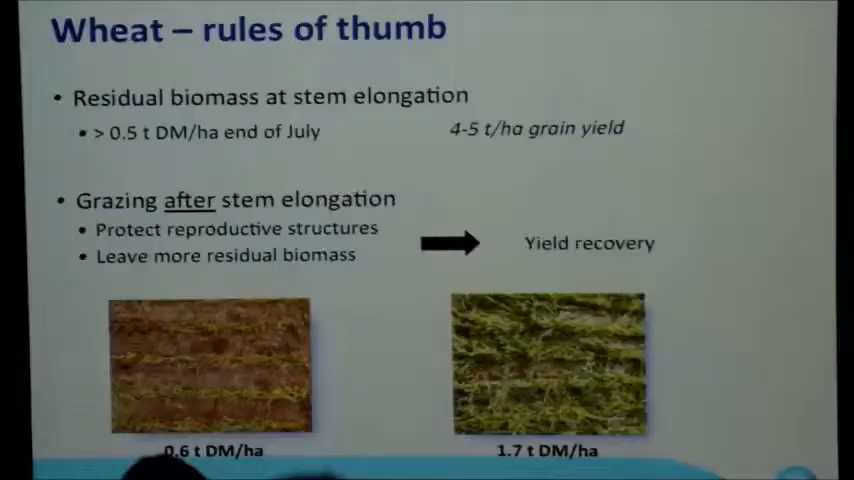 Wheat – rules of thumb
• Residual biomass at stem elongation
• > 0.5 t DM/ha end of July
4-5 t/ha grain yield
• Grazing after stem elongation
• Protect reproductive structures
• Leave more residual biomass
Yield recovery
0.6 t DM/ha
1.7 t DM/ha